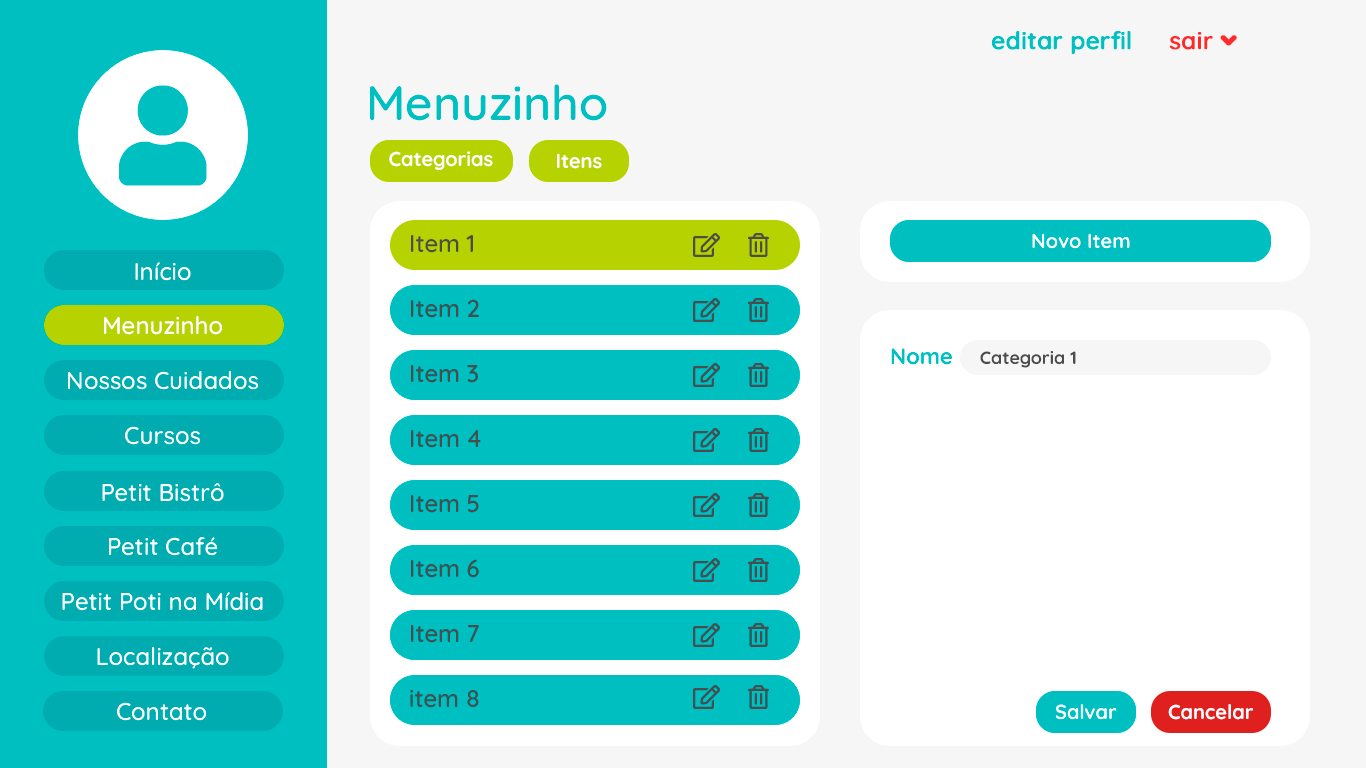 editar perfil
sair
Menuzinho
Categorias
Itens
Início
Menuzinho
Nossos Cuidados
Cursos
Petit Bistrô
Petit Café
Petit Poti na Mídia
Localização
Contato
Item 1
Item 2
Item 3
Item 4
Item 5
Item 6
Item 7
item 8
Novo Item
Nome
Categoria 1
Salvar
Cancelar